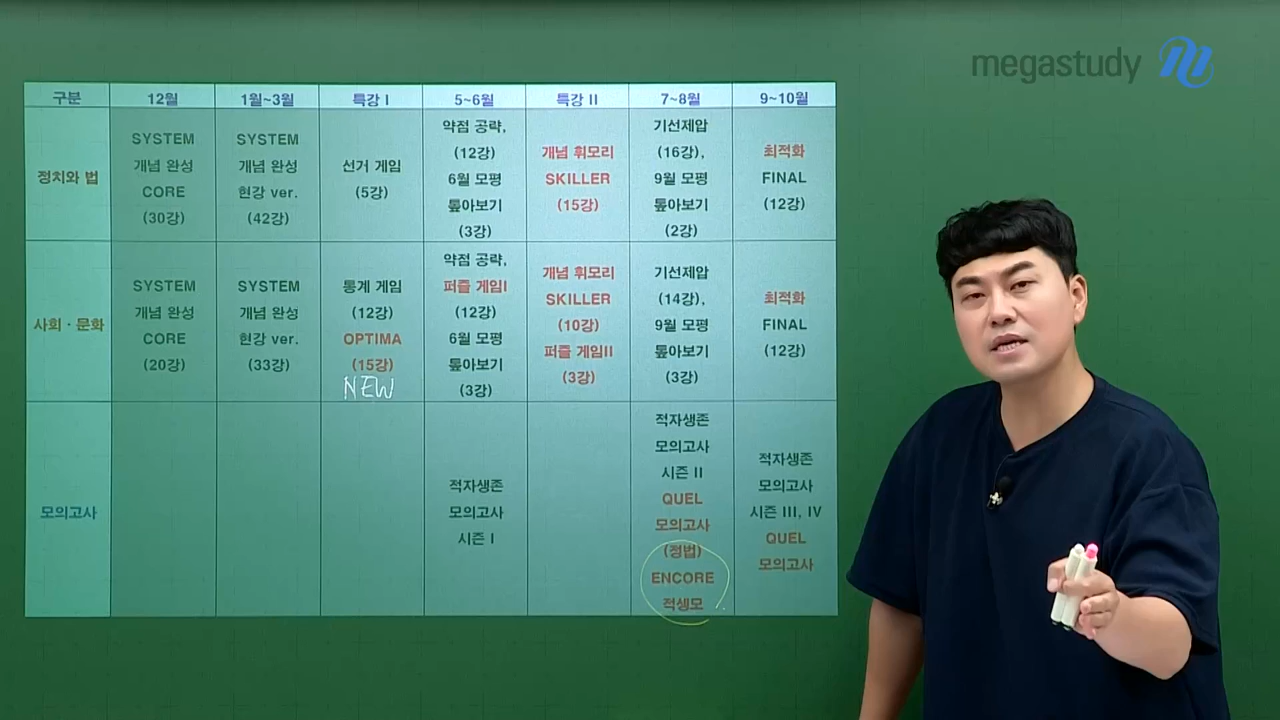 megastudy
구분 12월 1월~3월 특강 I 5~6월 특강 II 7~8월 9~10월
정치와 법
SYSTEM
개념 완성
CORE
(30강)
SYSTEM
개념 완성
현강 ver.
(42강)
선거 게임
(5강)
약점 공략,
(12강)
6월 모평
톺아보기
(3강)
개념 휘모리
SKILLER
(15강)
기선제압
(16강),
9월 모평
톺아보기
(2강)
최적화
FINAL
(12강)
사회·문화
SYSTEM
개념 완성
CORE
(20강)
SYSTEM
개념 완성
현강 ver.
(33강)
통계 게임
(12강)
OPTIMA
(15강)
NEW
약점 공략,
퍼즐 게임I
(12강)
6월 모평
톺아보기
(3강)
개념 휘모리
SKILLER
(10강)
퍼즐 게임II
(3강)
기선제압
(14강),
9월 모평
톺아보기
(3강)
최적화
FINAL
(12강)
모의고사
적자생존
모의고사
시즌 I
적자생존
모의고사
시즌 II
QUEL
모의고사
(정법)
ENCORE
적생모
적자생존
모의고사
시즌 III, IV
QUEL
모의고사